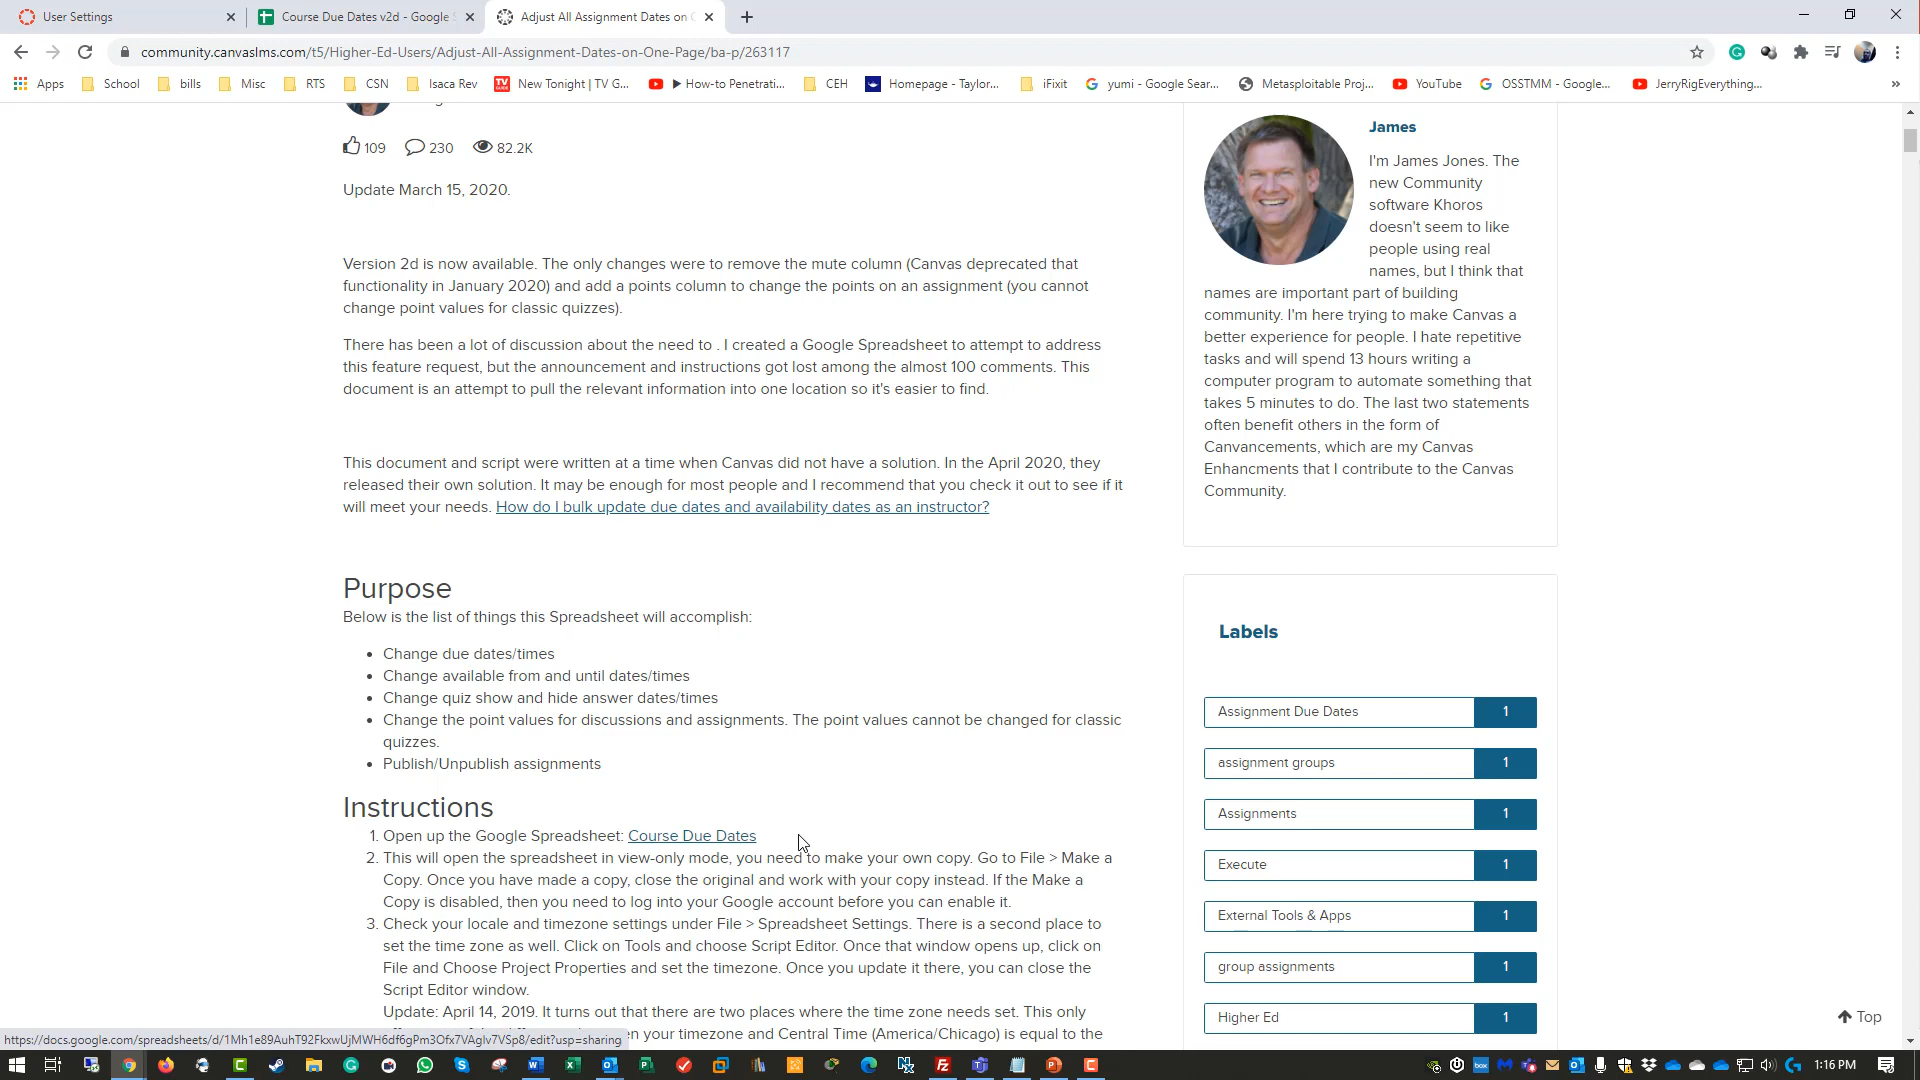 User Settings
Course Due Dates v2d - Google S
Adjust All Assignment Dates on C
community.canvaslms.com/t5/Higher-Ed-Users/Adjust-All-Assignment-Dates-on-One-Page/ba-p/263117
Apps
School
bills
Misc
RTS
CSN
Isaca Rev
New Tonight | TV G...
▶ How-to Penetrati...
CEH
Homepage - Taylor...
iFixit
yumi - Google Sear...
Metasploitable Proj...
YouTube
OSSTMM - Google...
JerryRigEverything...
»
109
230
82.2K
Update March 15, 2020.
Version 2d is now available. The only changes were to remove the mute column (Canvas deprecated that
functionality in January 2020) and add a points column to change the points on an assignment (you cannot
change point values for classic quizzes).
There has been a lot of discussion about the need to . I created a Google Spreadsheet to attempt to address
this feature request, but the announcement and instructions got lost among the almost 100 comments. This
document is an attempt to pull the relevant information into one location so it's easier to find.
This document and script were written at a time when Canvas did not have a solution. In the April 2020, they
released their own solution. It may be enough for most people and I recommend that you check it out to see if it
will meet your needs. How do I bulk update due dates and availability dates as an instructor?
Purpose
Below is the list of things this Spreadsheet will accomplish:
• Change due dates/times
• Change available from and until dates/times
• Change quiz show and hide answer dates/times
• Change the point values for discussions and assignments. The point values cannot be changed for classic
quizzes.
• Publish/Unpublish assignments
Instructions
1. Open up the Google Spreadsheet: Course Due Dates
2. This will open the spreadsheet in view-only mode, you need to make your own copy. Go to File > Make a
Copy. Once you have made a copy, close the original and work with your copy instead. If the Make a
Copy is disabled, then you need to log into your Google account before you can enable it.
3. Check your locale and timezone settings under File > Spreadsheet Settings. There is a second place to
set the time zone as well. Click on Tools and choose Script Editor. Once that window opens up, click on
File and Choose Project Properties and set the timezone. Once you update it there, you can close the
Script Editor window.
Update: April 14, 2019. It turns out that there are two places where the time zone needs set. This only
your timezone and Central Time (America/Chicago) is equal to the
James
I'm James Jones. The
new Community
software Khoros
doesn't seem to like
people using real
names, but I think that
names are important part of building
community. I'm here trying to make Canvas a
better experience for people. I hate repetitive
tasks and will spend 13 hours writing a
computer program to automate something that
takes 5 minutes to do. The last two statements
often benefit others in the form of
Canvancements, which are my Canvas
Enhancments that I contribute to the Canvas
Community.
Labels
Assignment Due Dates 1
assignment groups 1
Assignments 1
Execute 1
External Tools & Apps 1
group assignments 1
Higher Ed 1
Top
https://docs.google.com/spreadsheets/d/1Mh1e89AuhT92FkxwUjMWH6df6gPm3Ofx7VAglv7VSp8/edit?usp=sharing
1:16 PM